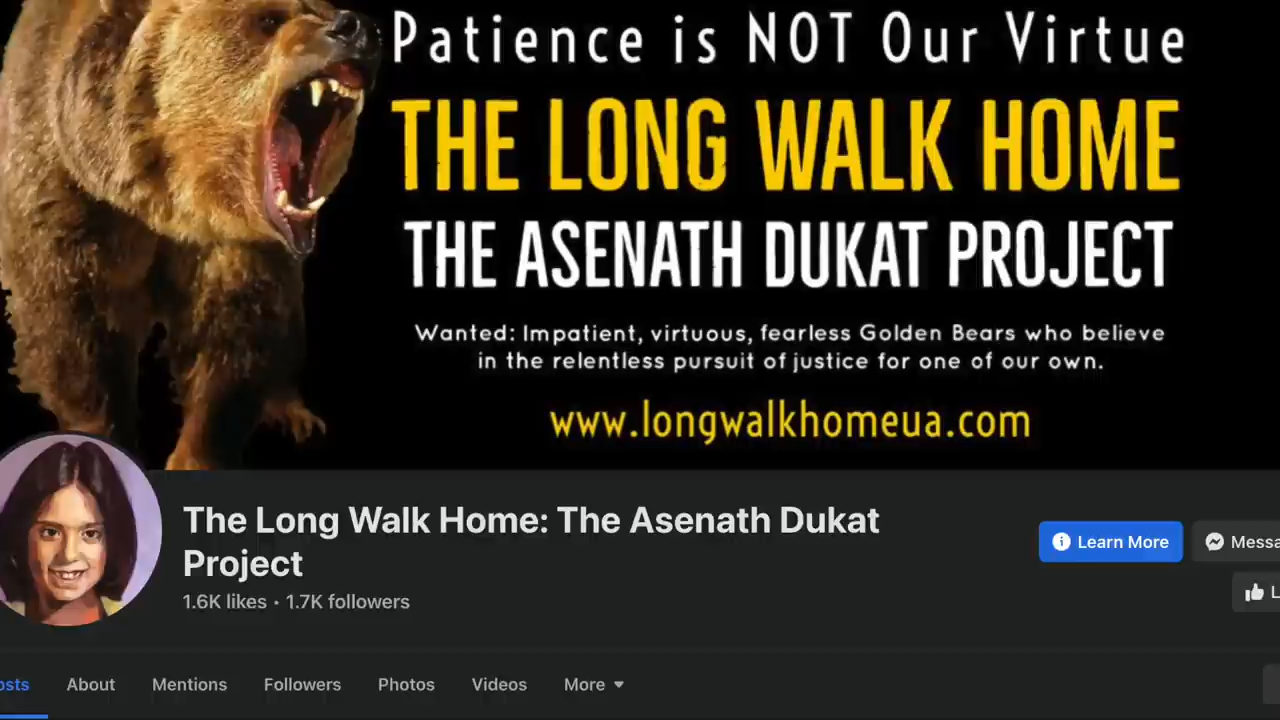 Patience is NOT Our Virtue
THE LONG WALK HOME
THE ASENATH DUKAT PROJECT
Wanted: Impatient, virtuous, fearless Golden Bears who believe
in the relentless pursuit of justice for one of our own.
www.longwalkhomeua.com
The Long Walk Home: The Asenath Dukat
Project
1.6K likes • 1.7K followers
Learn More
About Mentions Followers Photos Videos More